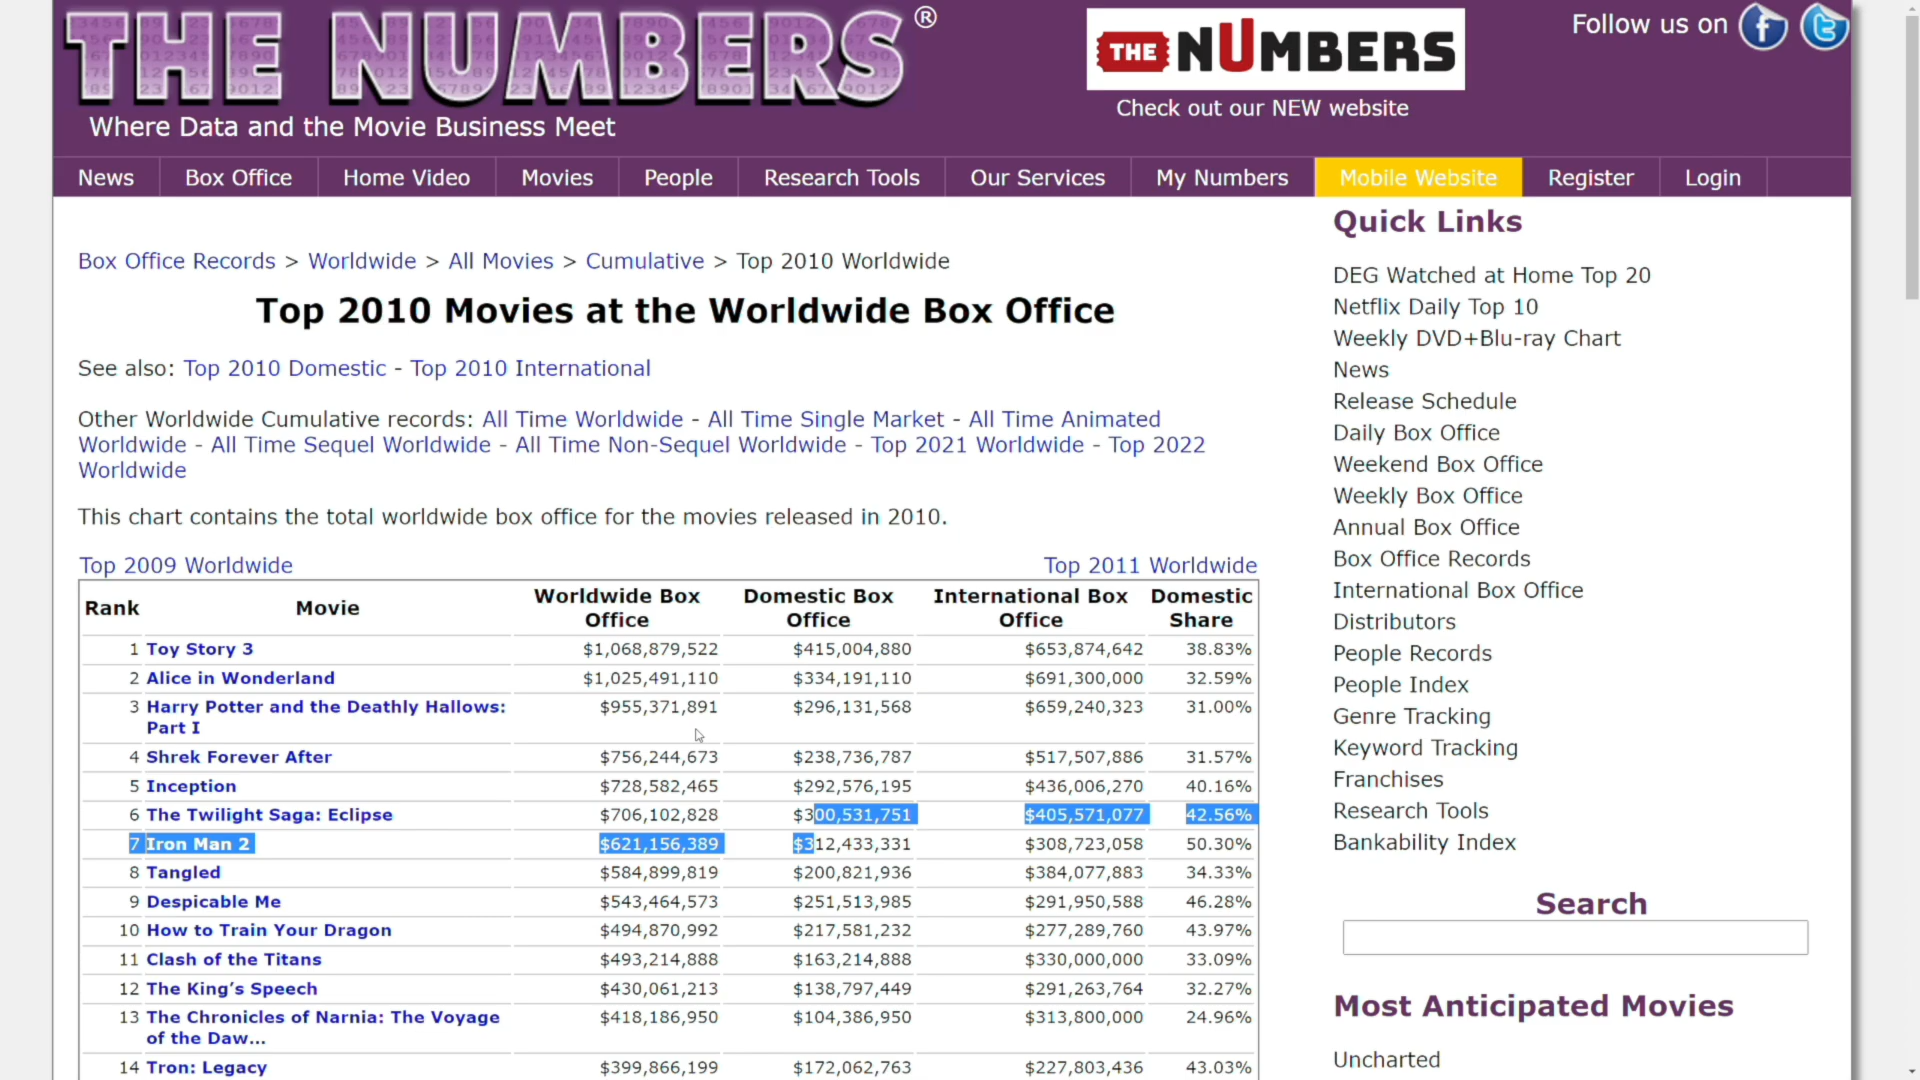 THE NUMBERS®
Where Data and the Movie Business Meet
THE NUMBERS
Check out our NEW website
Follow us on
News Box Office Home Video Movies People Research Tools Our Services My Numbers Mobile Website Register Login
Box Office Records > Worldwide > All Movies > Cumulative > Top 2010 Worldwide
Top 2010 Movies at the Worldwide Box Office
See also: Top 2010 Domestic - Top 2010 International
Other Worldwide Cumulative records: All Time Worldwide - All Time Single Market - All Time Animated
Worldwide - All Time Sequel Worldwide - All Time Non-Sequel Worldwide - Top 2021 Worldwide - Top 2022
Worldwide
This chart contains the total worldwide box office for the movies released in 2010.
Top 2009 Worldwide Top 2011 Worldwide
Rank Movie Worldwide Box Office Domestic Box Office International Box Office Domestic Share
1 Toy Story 3 $1,068,879,522 $415,004,880 $653,874,642 38.83%
2 Alice in Wonderland $1,025,491,110 $334,191,110 $691,300,000 32.59%
3 Harry Potter and the Deathly Hallows: $955,371,891 $296,131,568 $659,240,323 31.00%
Part I
4 Shrek Forever After $756,244,673 $238,736,787 $517,507,886 31.57%
5 Inception $728,582,465 $292,576,195 $436,006,270 40.16%
6 The Twilight Saga: Eclipse $706,102,828 $300,531,751 $405,571,077 42.56%
7 Iron Man 2 $621,156,389 $312,433,331 $308,723,058 50.30%
8 Tangled $584,899,819 $200,821,936 $384,077,883 34.33%
9 Despicable Me $543,464,573 $251,513,985 $291,950,588 46.28%
10 How to Train Your Dragon $494,870,992 $217,581,232 $277,289,760 43.97%
11 Clash of the Titans $493,214,888 $163,214,888 $330,000,000 33.09%
12 The King's Speech $430,061,213 $138,797,449 $291,263,764 32.27%
13 The Chronicles of Narnia: The Voyage $418,186,950 $104,386,950 $313,800,000 24.96%
of the Daw...
14 Tron: Legacy $399,866,199 $172,062,763 $227,803,436 43.03%
Quick Links
DEG Watched at Home Top 20
Netflix Daily Top 10
Weekly DVD+Blu-ray Chart
News
Release Schedule
Daily Box Office
Weekend Box Office
Weekly Box Office
Annual Box Office
Box Office Records
International Box Office
Distributors
People Records
People Index
Genre Tracking
Keyword Tracking
Franchises
Research Tools
Bankability Index
Search
Most Anticipated Movies
Uncharted